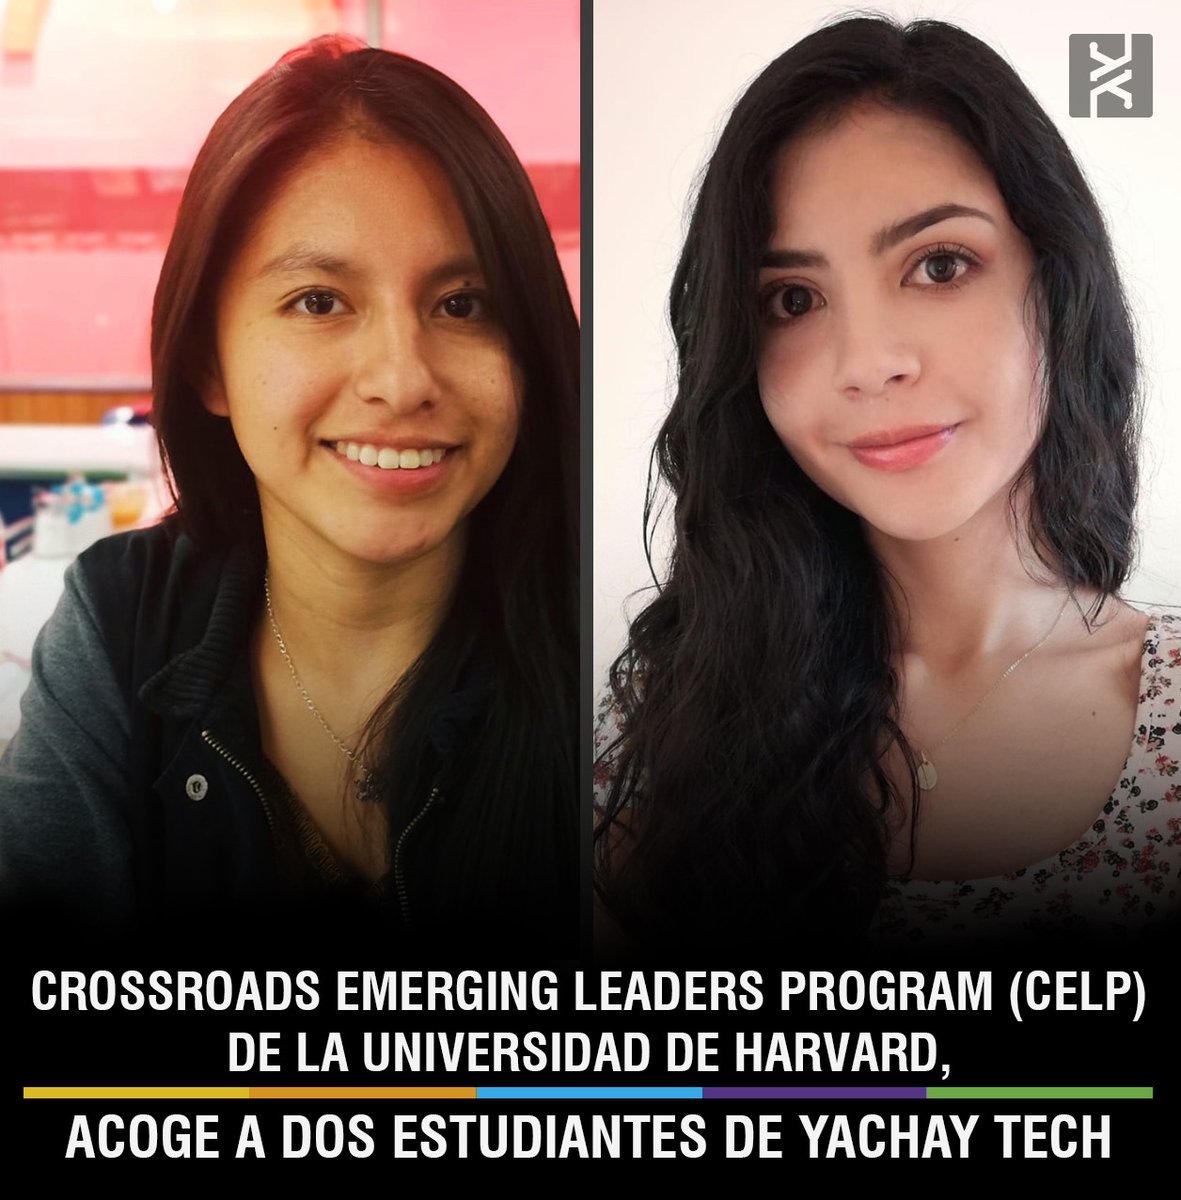 CROSSROADS EMERGING LEADERS PROGRAM (CELP)
DE LA UNIVERSIDAD DE HARVARD,
ACOGE A DOS ESTUDIANTES DE YACHAY TECH